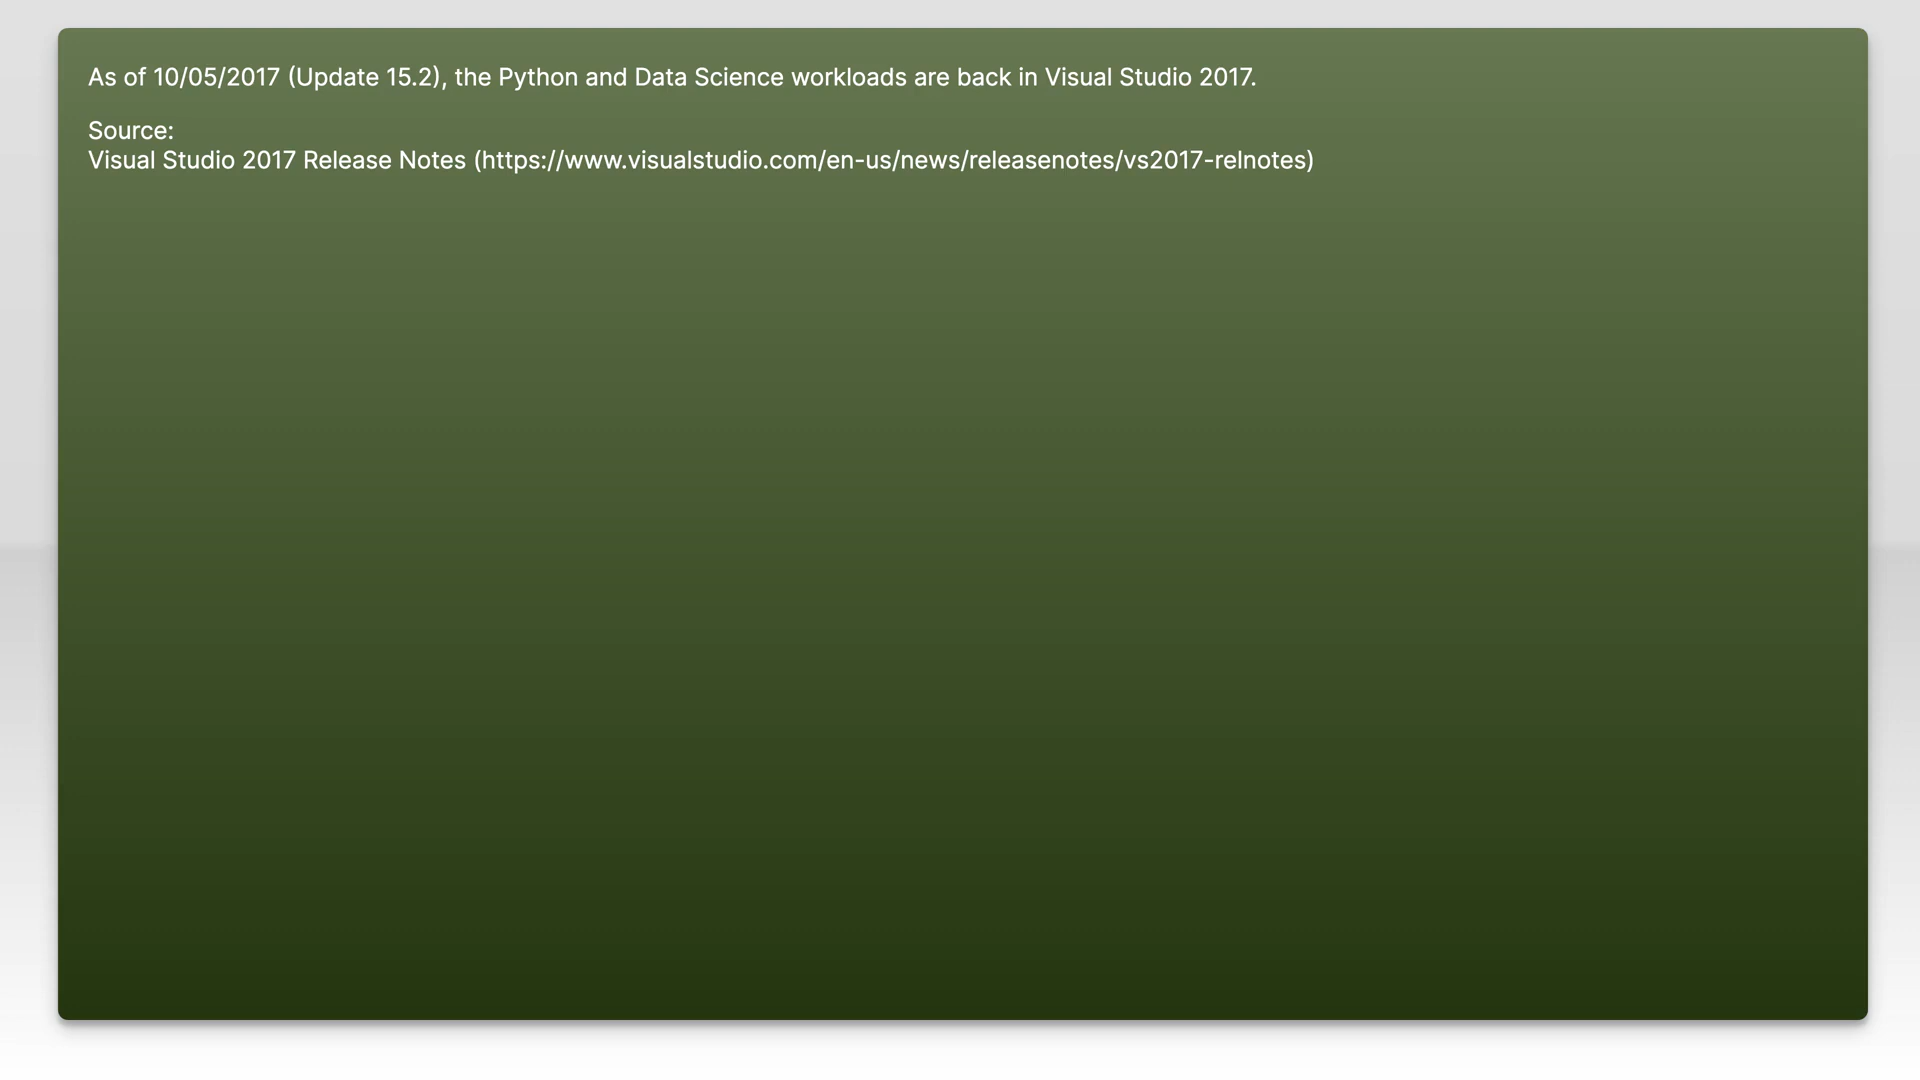 As of 10/05/2017 (Update 15.2), the Python and Data Science workloads are back in Visual Studio 2017.
Source:
Visual Studio 2017 Release Notes (https://www.visualstudio.com/en-us/news/releasenotes/vs2017-relnotes)